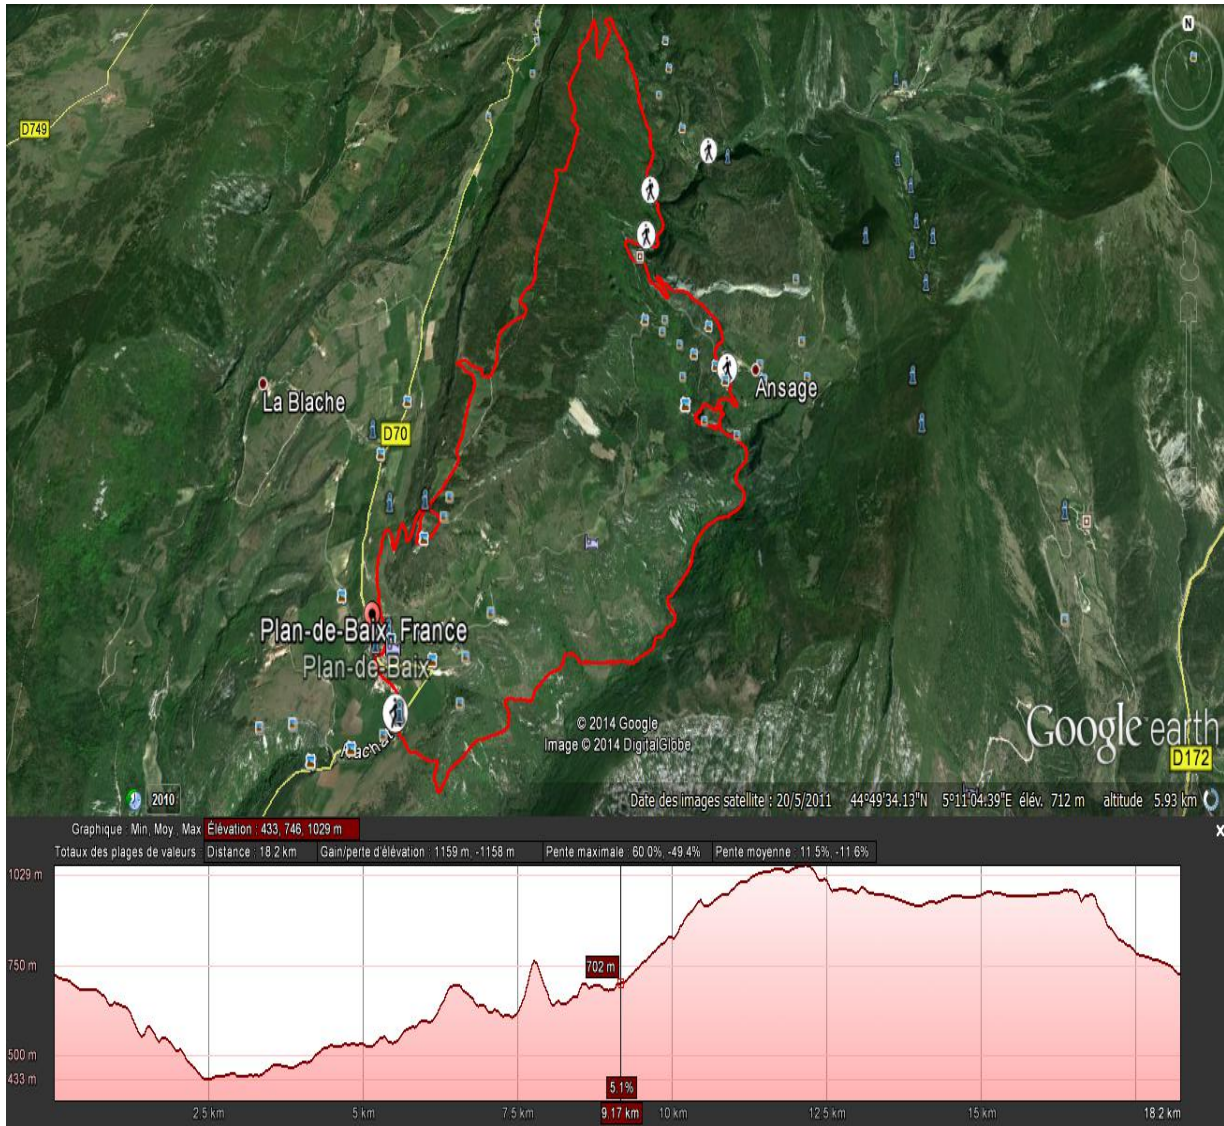 N
D749
La Blache
D70
Ansage
Plan-de-Baix, France
Plan-de-Baix
© 2014 Google
Image © 2014 DigitalGlobe
Google earth
D172
2010
Date des images satellite : 20/5/2011 44°49'34.13"N 5°11'04.39"E élév. 712 m altitude 5.93 km
Graphique : Min, Moy., Max Élévation : 433, 746, 1029 m
X
Totaux des plages de valeurs : Distance : 18.2 km Gain/perte d'élévation : 1159 m, -1158 m Pente maximale : 60.0%, -49.4% Pente moyenne : 11.5%, -11.6%
1029 m
750 m
702 m
500 m
433 m
5.1%
2.5 km 5 km 7.5 km 9.17 km 10 km 12.5 km 15 km 18.2 km